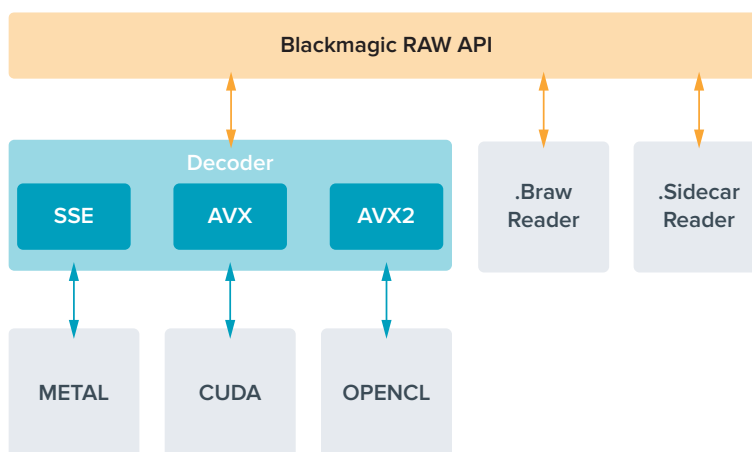 Blackmagic RAW API
Decoder
SSE
AVX
AVX2
.Braw
Reader
.Sidecar
Reader
METAL
CUDA
OPENCL